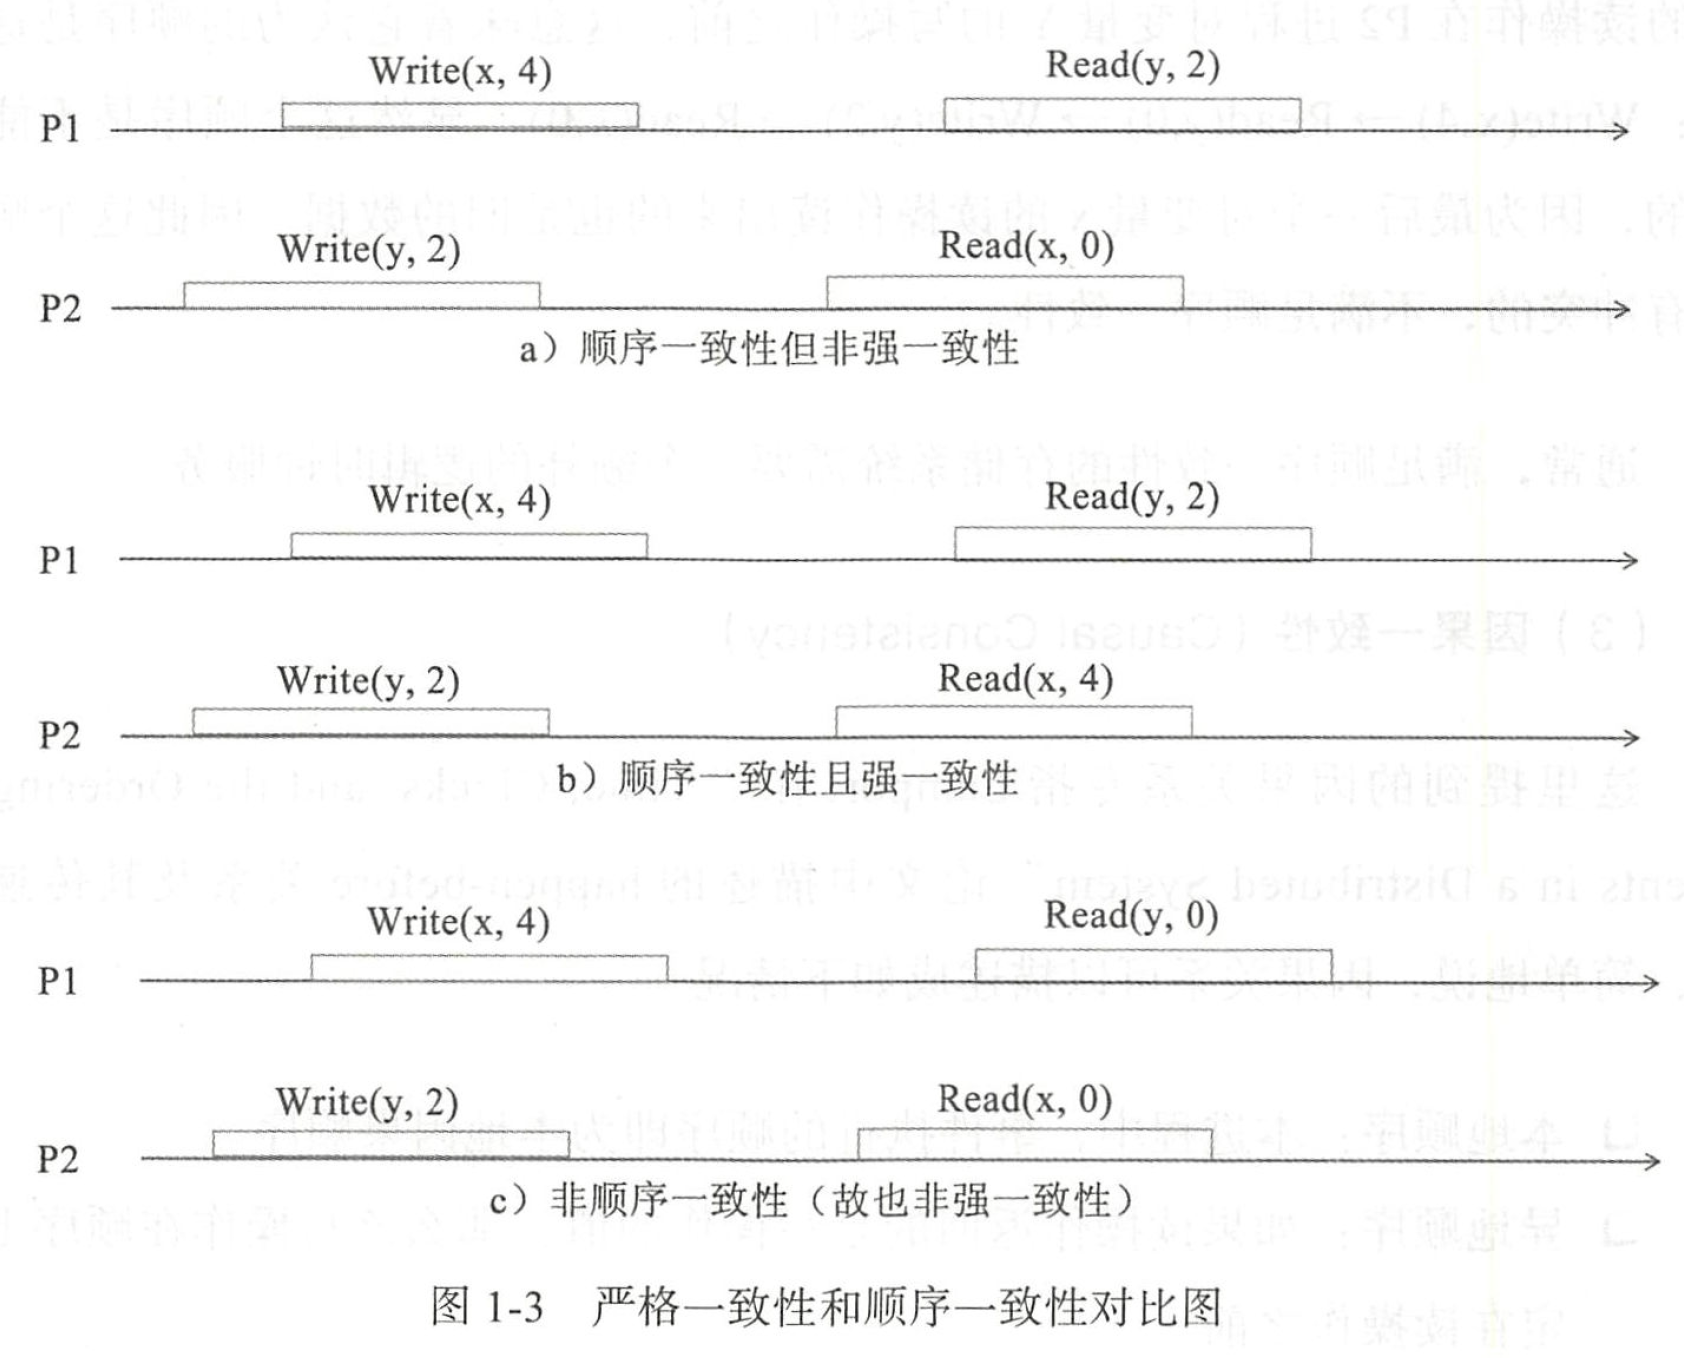 Write(x, 4) Read(y, 2)
P1
Write(y, 2) Read(x, 0)
P2
a）顺序一致性但非强一致性
Write(x, 4) Read(y, 2)
P1
Write(y, 2) Read(x, 4)
P2
b）顺序一致性且强一致性
Write(x, 4) Read(y, 0)
P1
Write(y, 2) Read(x, 0)
P2
c）非顺序一致性（故也非强一致性）
图 1-3 严格一致性和顺序一致性对比图